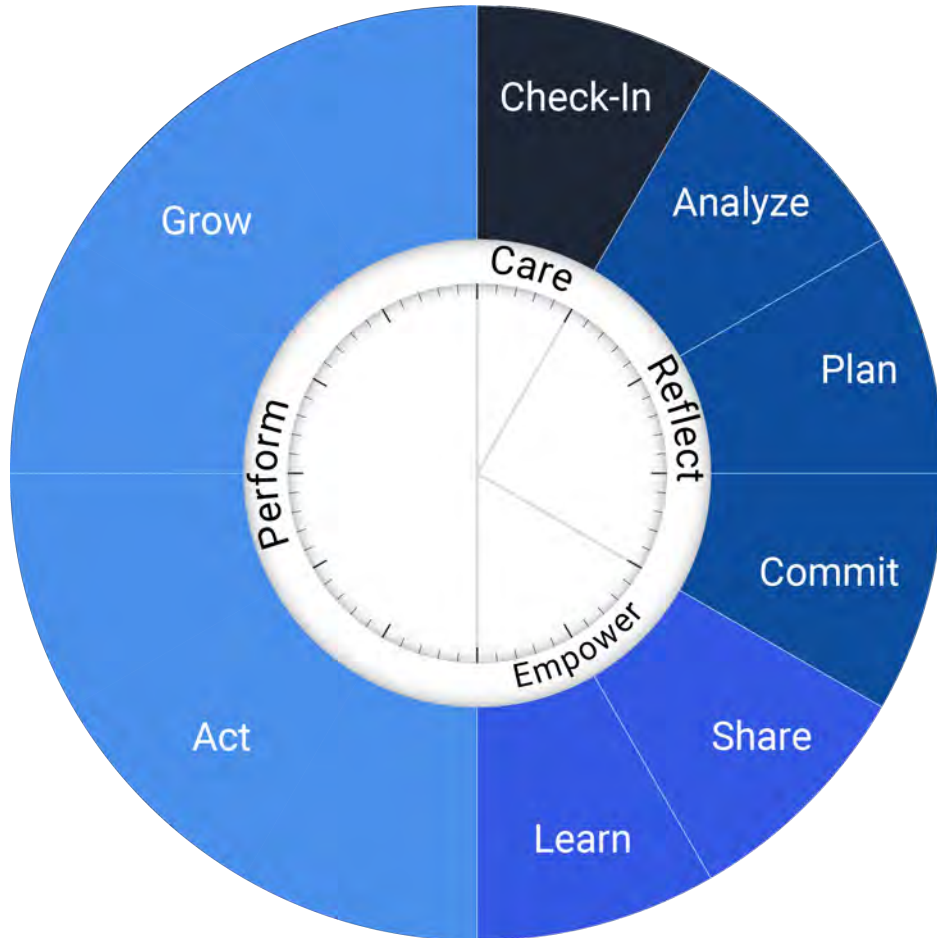 Check-In
Analyze
Plan
Commit
Share
Learn
Act
Grow
Care
Reflect
Empower
Perform